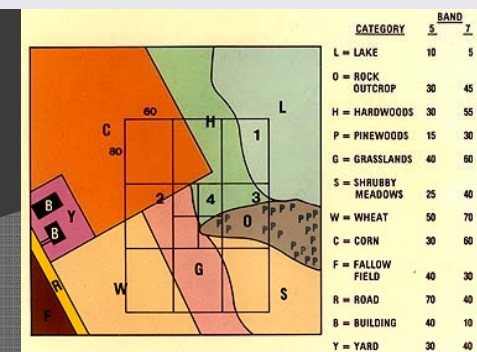 BAND
CATEGORY 5 7
L = LAKE 10 5
O = ROCK
OUTCROP 30 45
H = HARDWOODS 30 55
P = PINEWOODS 15 30
G = GRASSLANDS 40 60
S = SHRUBBY
MEADOWS 25 40
W = WHEAT 50 70
C = CORN 30 60
F = FALLOW
FIELD 40 30
R = ROAD 70 40
B = BUILDING 40 10
Y = YARD 30 40
L
60
H
C
1
80
2
4
3
P P P
O
P P P
P P P
B
Y
B
G
R
W
S
F